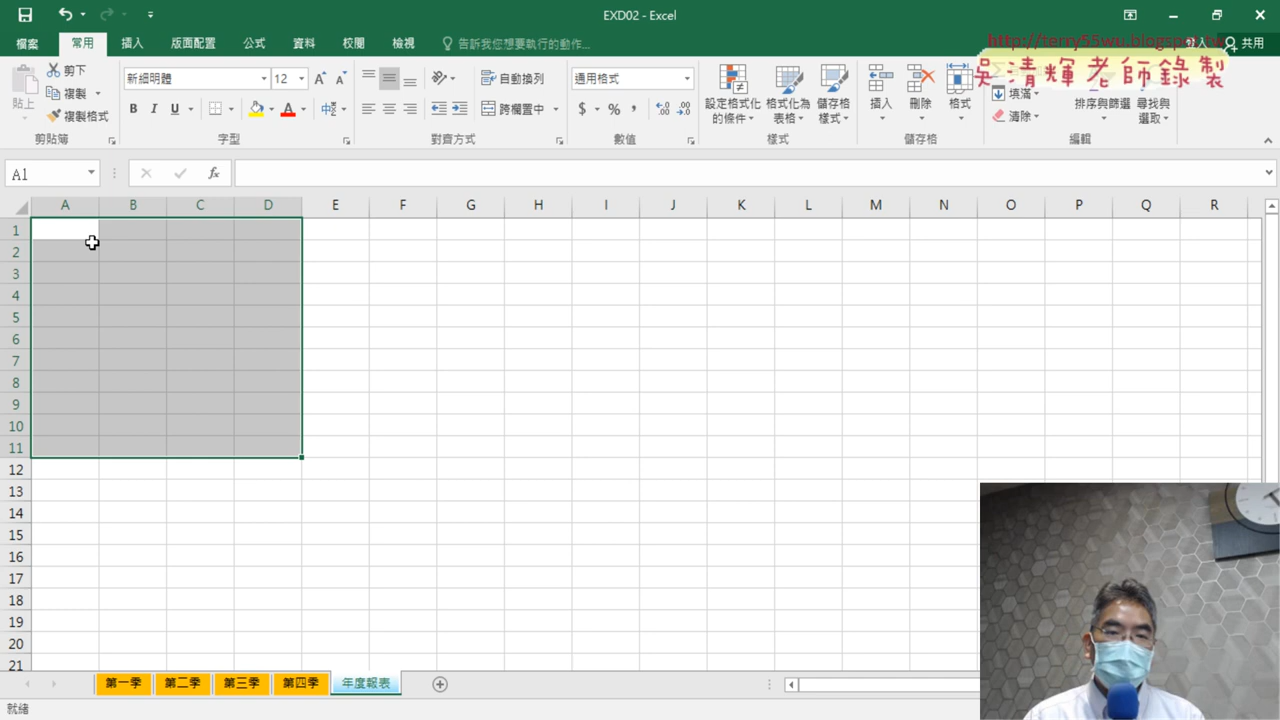 EXD02 - Excel
檔案
常用
插入
版面配置
公式
資料
校閱
檢視
告訴我您想要執行的動作...
共用
http://terry55wu.blogspot.tw
吳清輝老師錄製
貼上
剪下
複製
複製格式
剪貼簿
新細明體
12
B I U
字型
自動換列
跨欄置中
對齊方式
通用格式
$ % ,
數值
設定格式化的條件
格式化為表格
儲存格樣式
樣式
插入
刪除
格式
儲存格
填滿
清除
排序與篩選
尋找與選取
編輯
A1
fx
A B C D E F G H I J K L M N O P Q R
1
2
3
4
5
6
7
8
9
10
11
12
13
14
15
16
17
18
19
20
21
第一季
第二季
第三季
第四季
年度報表
就緒